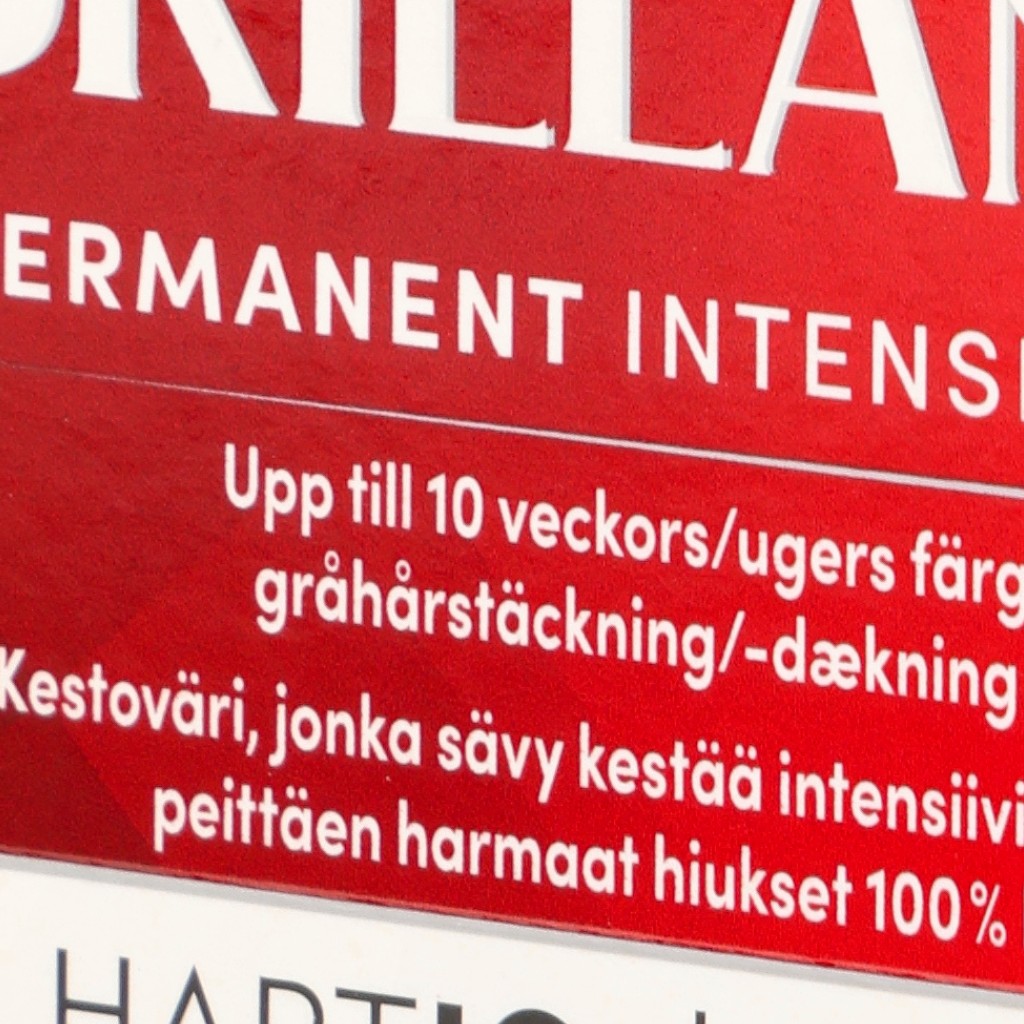 RILLAN
ERMANENT INTENS
Upp till 10 veckors/ugers färg
gråhårstäckning/-dækning
Kestoväri, jonka sävy kestää intensiivi
peittäen harmaat hiukset 100%